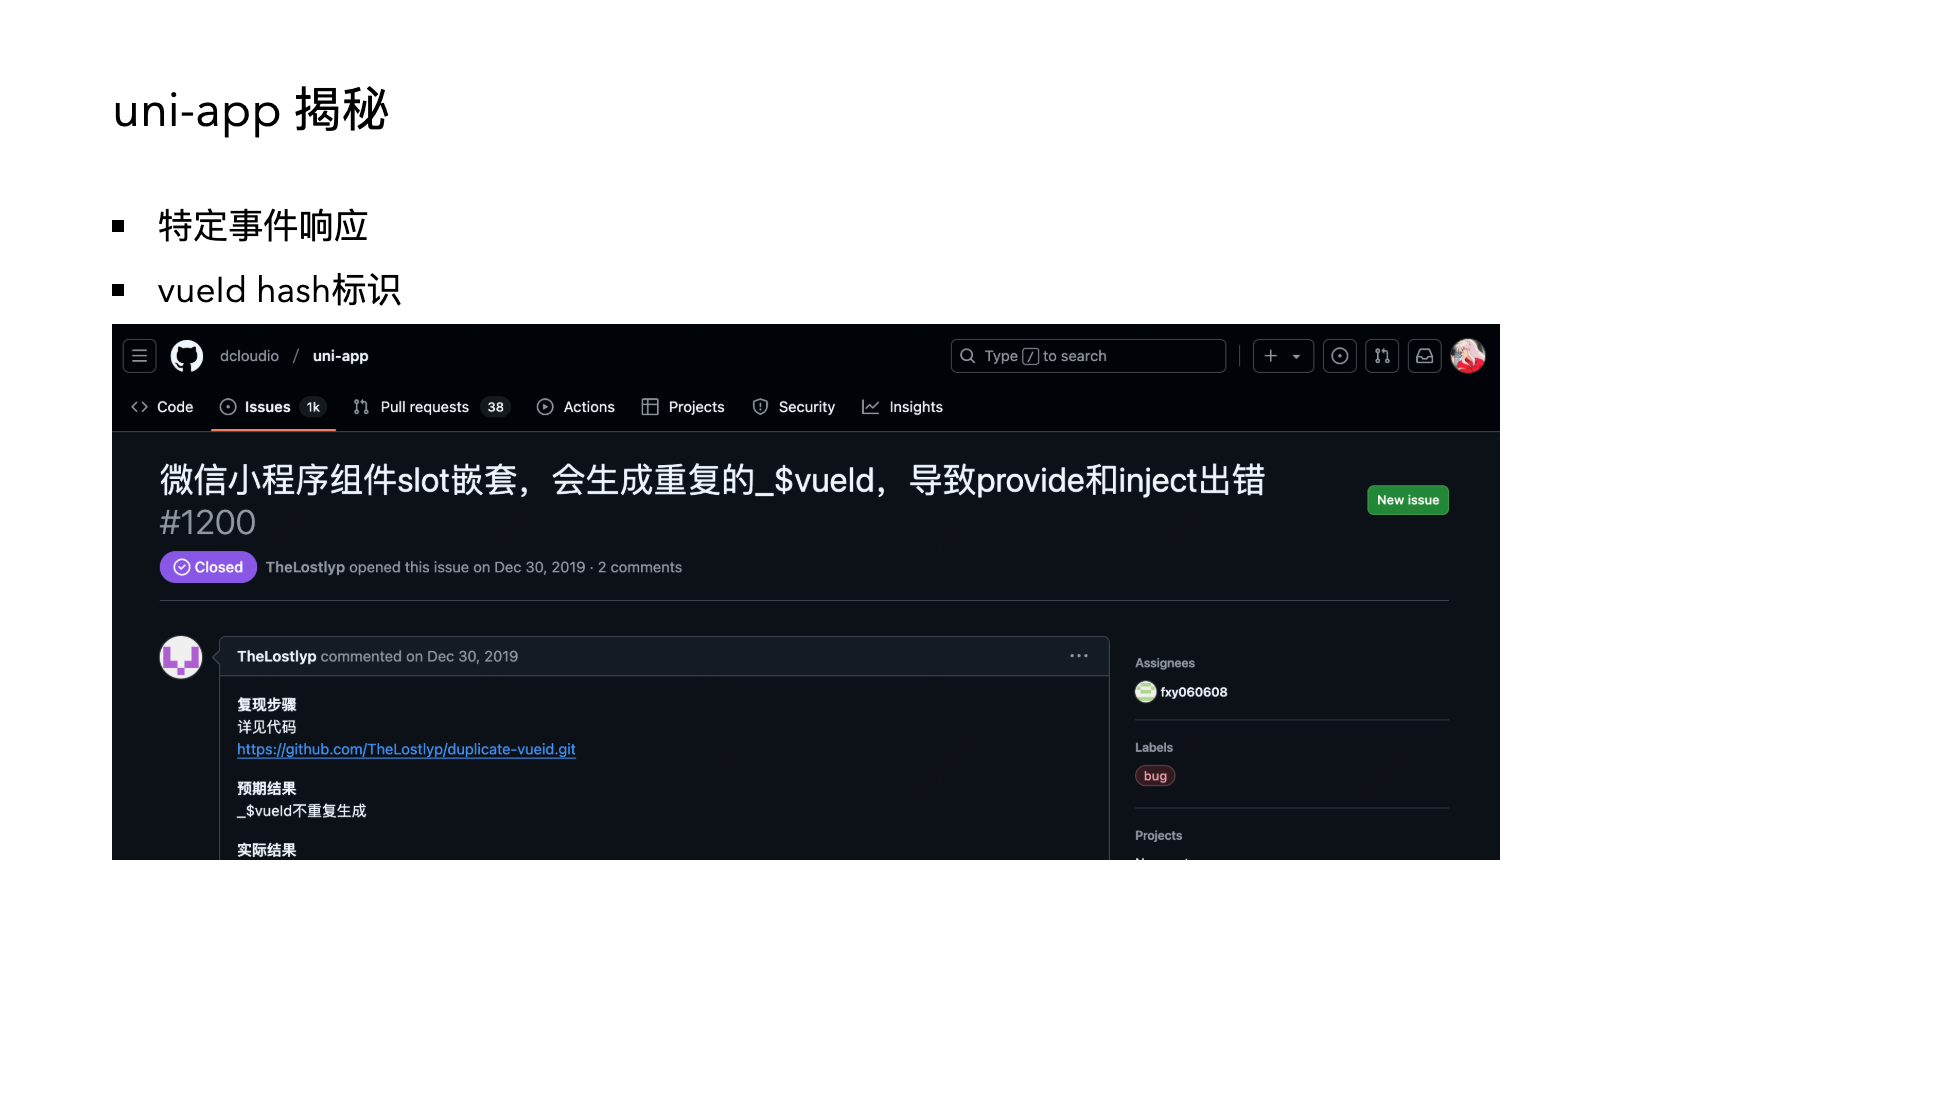 uni-app 揭秘
特定事件响应
vueId hash标识
dcloudio / uni-app
Type / to search
Code
Issues 1k
Pull requests 38
Actions
Projects
Security
Insights
微信小程序组件slot嵌套，会生成重复的_$vueId，导致provide和inject出错
#1200
New issue
Closed
TheLostlyp opened this issue on Dec 30, 2019 · 2 comments
TheLostlyp commented on Dec 30, 2019
复现步骤
详见代码
https://github.com/TheLostlyp/duplicate-vueid.git
预期结果
_$vueId不重复生成
实际结果
Assignees
fxy060608
Labels
bug
Projects